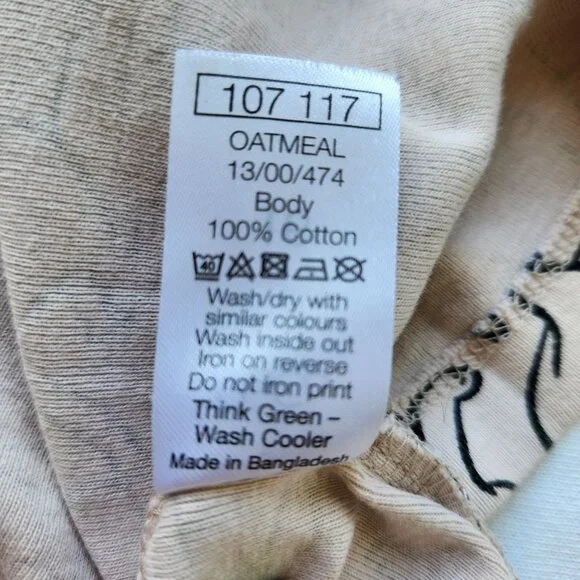 107 117
OATMEAL
13/00/474
Body
100% Cotton
40
Wash/dry with
similar colours
Wash inside out
Iron on reverse
Do not iron print
Think Green –
Wash Cooler
Made in Bangladesh